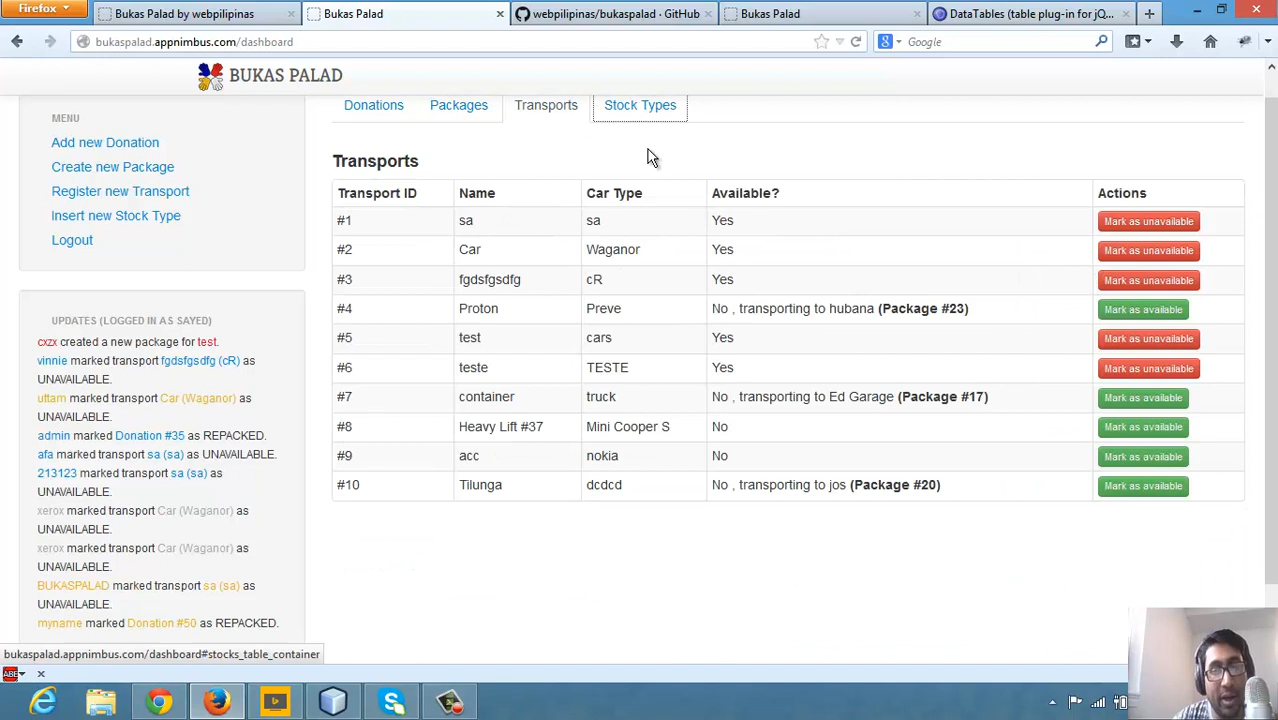 Firefox
Bukas Palad by webpilipinas
Bukas Palad
webpilipinas/bukaspalad · GitHub
Bukas Palad
DataTables (table plug-in for jQ...
bukaspalad.appnimbus.com/dashboard
Google
BUKAS PALAD
MENU
Add new Donation
Create new Package
Register new Transport
Insert new Stock Type
Logout
UPDATES (LOGGED IN AS SAYED)
cxzx created a new package for test.
vinnie marked transport fgdsfgsdfg (cR) as
UNAVAILABLE.
uttam marked transport Car (Waganor) as
UNAVAILABLE.
admin marked Donation #35 as REPACKED.
afa marked transport sa (sa) as UNAVAILABLE.
213123 marked transport sa (sa) as
UNAVAILABLE.
xerox marked transport Car (Waganor) as
UNAVAILABLE.
xerox marked transport Car (Waganor) as
UNAVAILABLE.
BUKASPALAD marked transport sa (sa) as
UNAVAILABLE.
myname marked Donation #50 as REPACKED.
Donations Packages Transports Stock Types
Transports
Transport ID Name Car Type Available? Actions
#1 sa sa Yes Mark as unavailable
#2 Car Waganor Yes Mark as unavailable
#3 fgdsfgsdfg cR Yes Mark as unavailable
#4 Proton Preve No , transporting to hubana (Package #23) Mark as available
#5 test cars Yes Mark as unavailable
#6 teste TESTE Yes Mark as unavailable
#7 container truck No , transporting to Ed Garage (Package #17) Mark as available
#8 Heavy Lift #37 Mini Cooper S No Mark as available
#9 acc nokia No Mark as available
#10 Tilunga dcdcd No , transporting to jos (Package #20) Mark as available
bukaspalad.appnimbus.com/dashboard#stocks_table_container
ABE